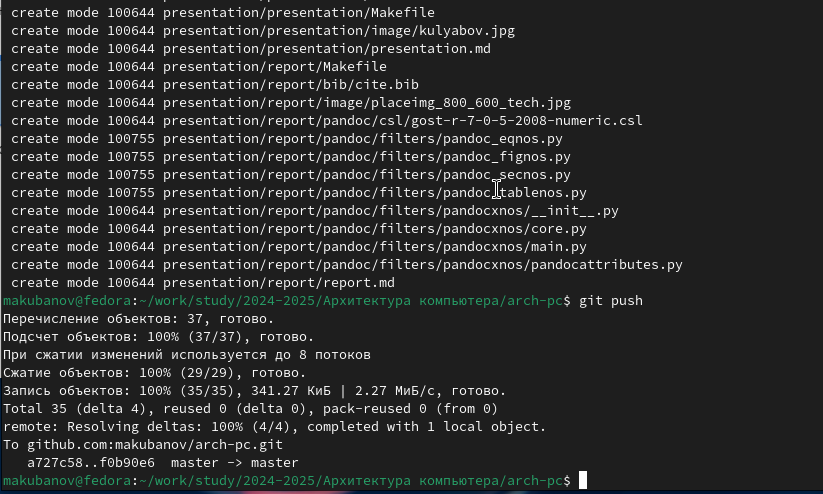 create mode 100644 presentation/presentation/Makefile
create mode 100644 presentation/presentation/image/kulyabov.jpg
create mode 100644 presentation/presentation/presentation.md
create mode 100644 presentation/report/Makefile
create mode 100644 presentation/report/bib/cite.bib
create mode 100644 presentation/report/image/placeimg_800_600_tech.jpg
create mode 100644 presentation/report/pandoc/csl/gost-r-7-0-5-2008-numeric.csl
create mode 100755 presentation/report/pandoc/filters/pandoc_eqnos.py
create mode 100755 presentation/report/pandoc/filters/pandoc_fignos.py
create mode 100755 presentation/report/pandoc/filters/pandoc_secnos.py
create mode 100755 presentation/report/pandoc/filters/pandoc_tablenos.py
create mode 100644 presentation/report/pandoc/filters/pandocxnos/__init__.py
create mode 100644 presentation/report/pandoc/filters/pandocxnos/core.py
create mode 100644 presentation/report/pandoc/filters/pandocxnos/main.py
create mode 100644 presentation/report/pandoc/filters/pandocxnos/pandocattributes.py
create mode 100644 presentation/report/report.md
makubanov@fedora:~/work/study/2024-2025/Архитектура компьютера/arch-pc$ git push
Перечисление объектов: 37, готово.
Подсчет объектов: 100% (37/37), готово.
При сжатии изменений используется до 8 потоков
Сжатие объектов: 100% (29/29), готово.
Запись объектов: 100% (35/35), 341.27 КиБ | 2.27 МиБ/с, готово.
Total 35 (delta 4), reused 0 (delta 0), pack-reused 0 (from 0)
remote: Resolving deltas: 100% (4/4), completed with 1 local object.
To github.com:makubanov/arch-pc.git
a727c58..f0b90e6  master -> master
makubanov@fedora:~/work/study/2024-2025/Архитектура компьютера/arch-pc$